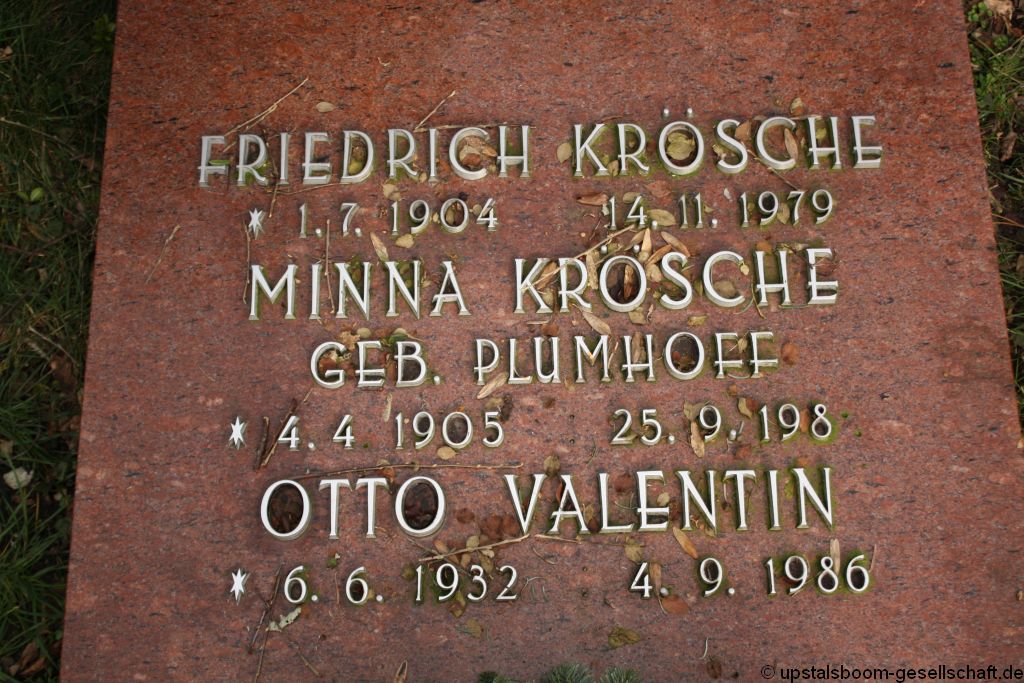 FRIEDRICH KRÖSCHE
* 1. 7. 1904 14. 11. 1979
MINNA KRÖSCHE
GEB. PLUMHOFF
* 4. 4. 1905 25. 9. 198
OTTO VALENTIN
* 6. 6. 1932 4. 9. 1986
© upstalsboom-gesellschaft.de